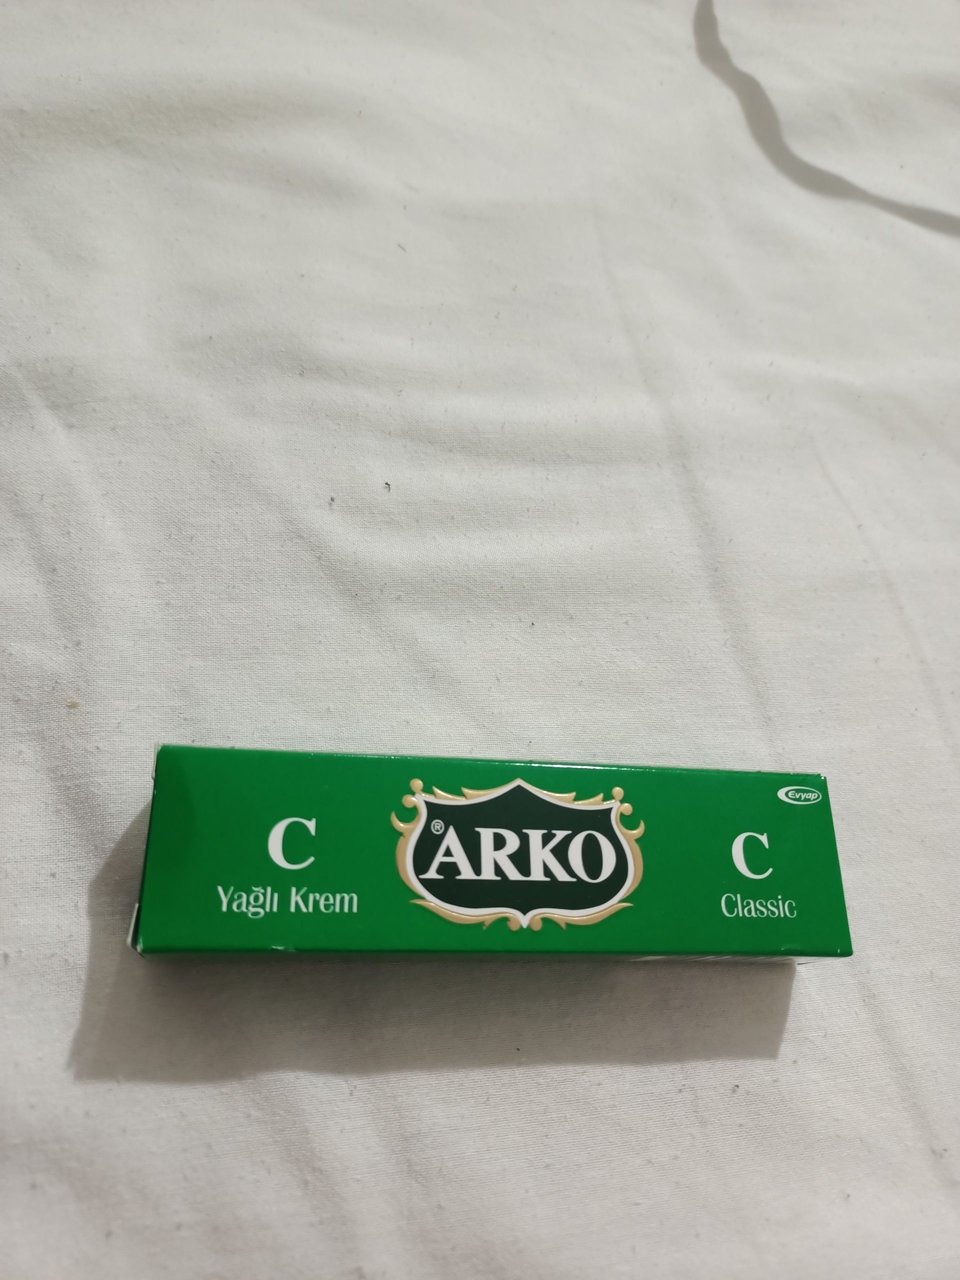 C
Yağlı Krem
® ARKO
Evyap
C
Classic